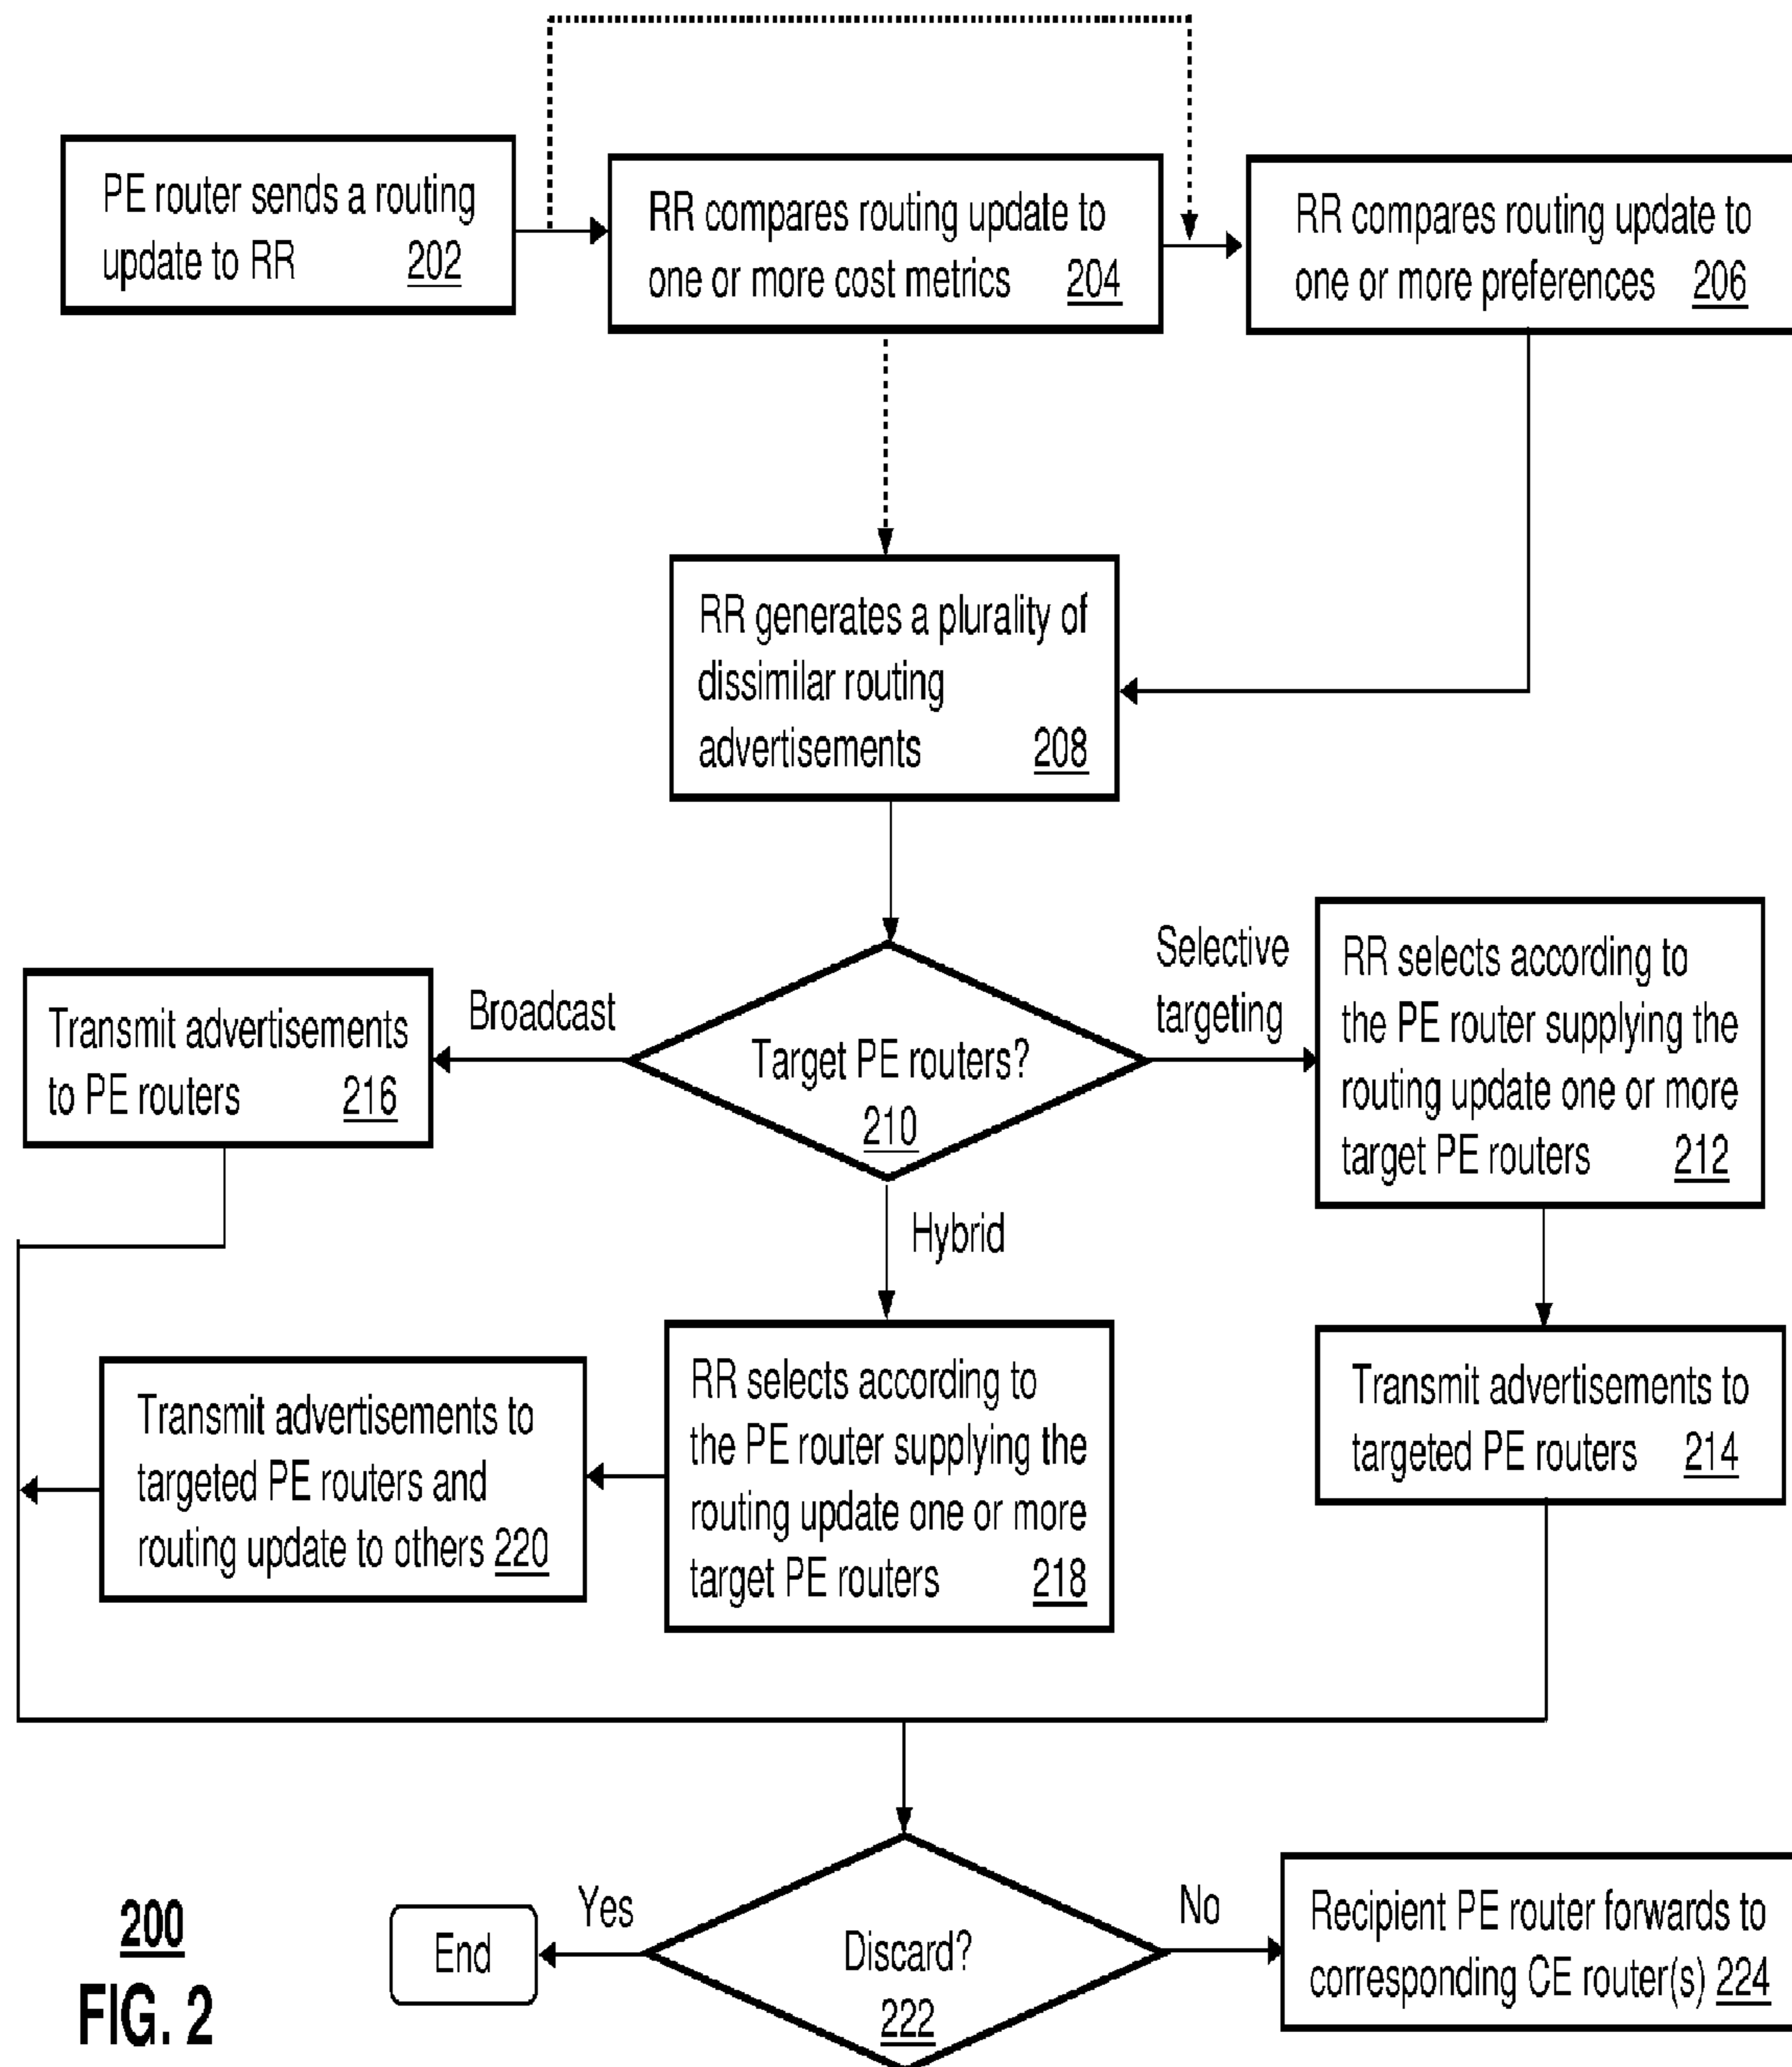 PE router sends a routing
update to RR 202
RR compares routing update to
one or more cost metrics 204
RR compares routing update to
one or more preferences 206
RR generates a plurality of
dissimilar routing
advertisements 208
Target PE routers?
210
Broadcast
Selective
targeting
Hybrid
Transmit advertisements
to PE routers 216
RR selects according to
the PE router supplying the
routing update one or more
target PE routers 212
Transmit advertisements to
targeted PE routers and
routing update to others 220
RR selects according to
the PE router supplying the
routing update one or more
target PE routers 218
Transmit advertisements to
targeted PE routers 214
Discard?
222
Yes
No
End
Recipient PE router forwards to
corresponding CE router(s) 224
200
FIG. 2